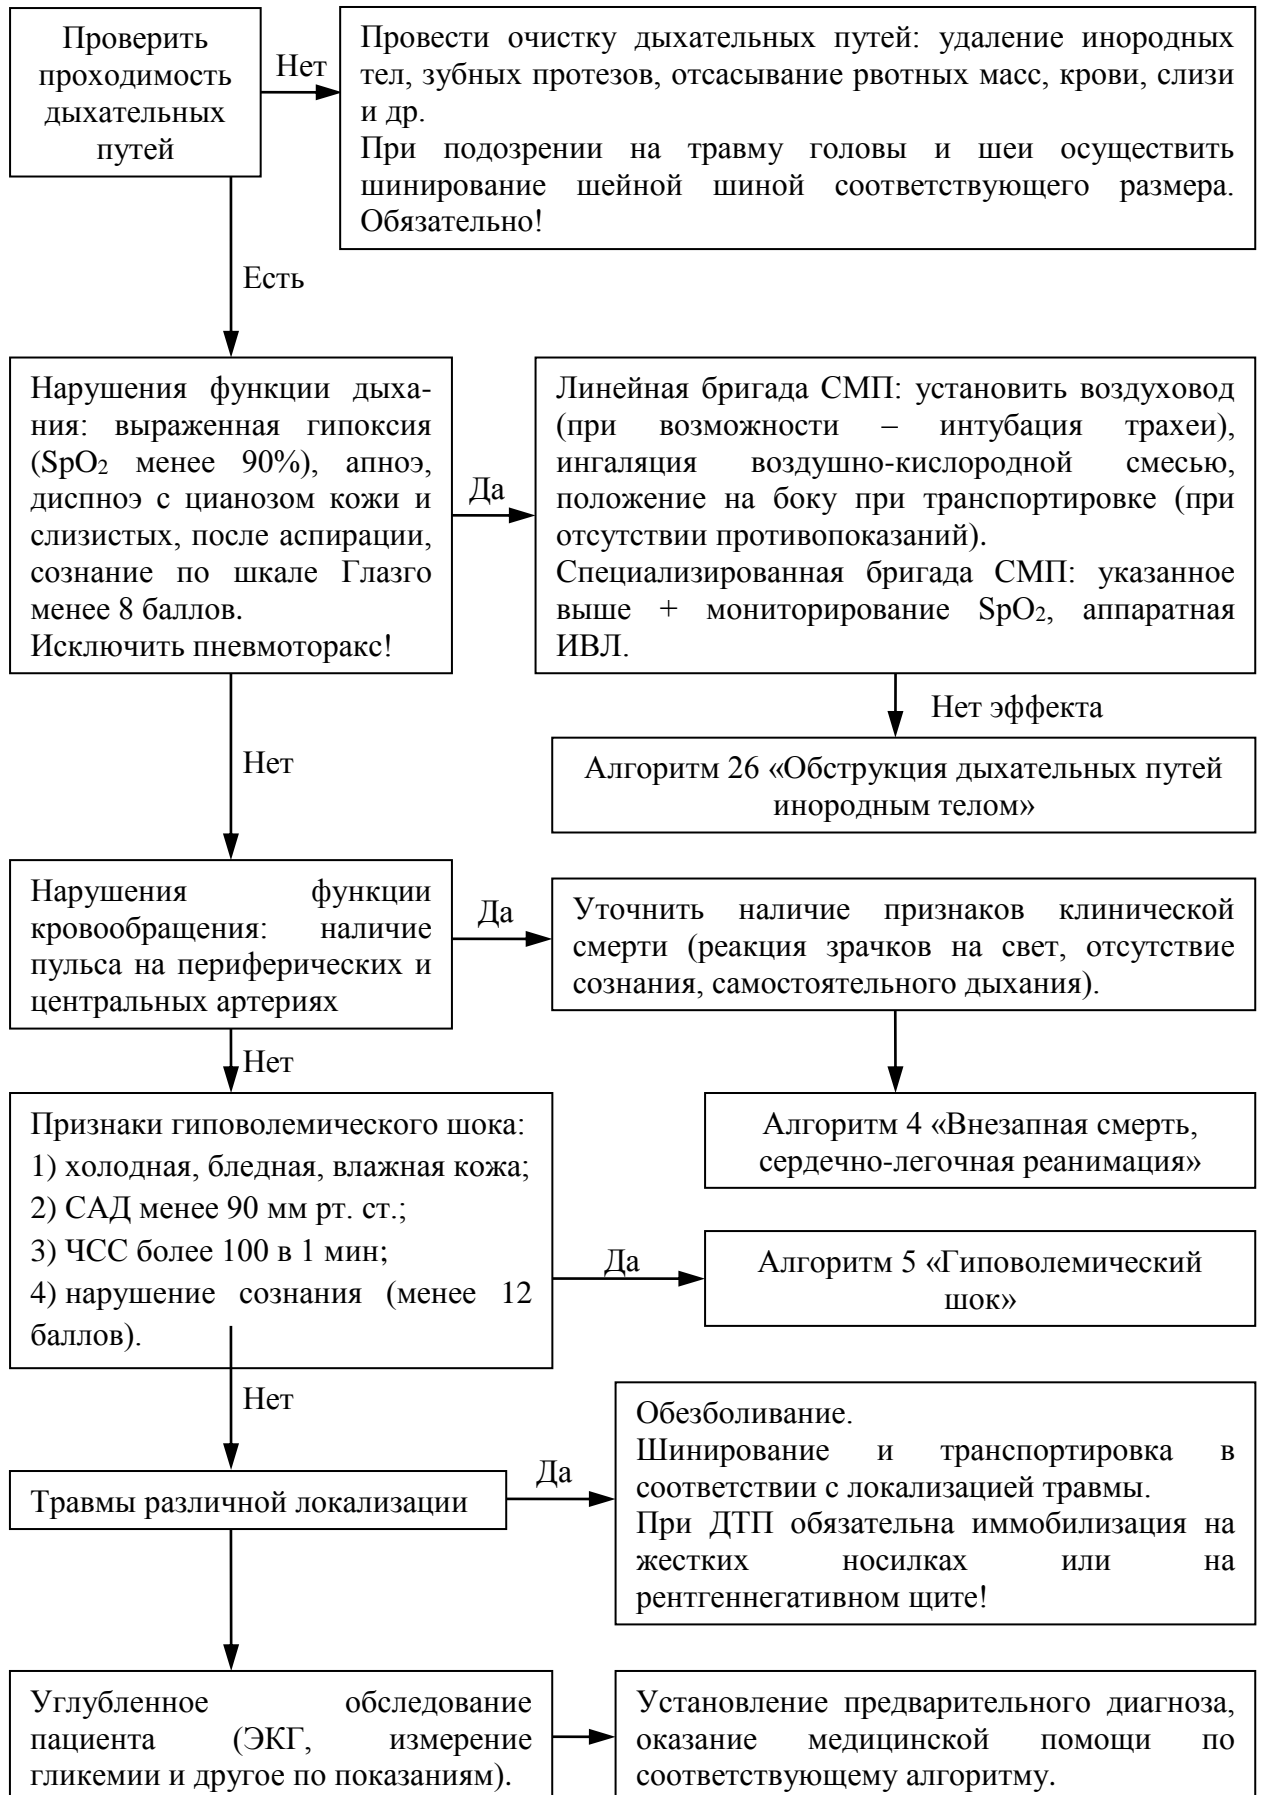 Проверить
проходимость
дыхательных
путей
Нет
Провести очистку дыхательных путей: удаление инородных
тел, зубных протезов, отсасывание рвотных масс, крови, слизи
и др.
При подозрении на травму головы и шеи осуществить
шинирование шейной шиной соответствующего размера.
Обязательно!
Есть
Нарушения функции дыха-
ния: выраженная гипоксия
(SpO₂ менее 90%), апноэ,
диспноэ с цианозом кожи и
слизистых, после аспирации,
сознание по шкале Глазго
менее 8 баллов.
Исключить пневмоторакс!
Да
Линейная бригада СМП: установить воздуховод
(при возможности – интубация трахеи),
ингаляция воздушно-кислородной смесью,
положение на боку при транспортировке (при
отсутствии противопоказаний).
Специализированная бригада СМП: указанное
выше + мониторирование SpO₂, аппаратная
ИВЛ.
Нет эффекта
Нет
Алгоритм 26 «Обструкция дыхательных путей
инородным телом»
Нарушения функции
кровообращения: наличие
пульса на периферических и
центральных артериях
Да
Уточнить наличие признаков клинической
смерти (реакция зрачков на свет, отсутствие
сознания, самостоятельного дыхания).
Нет
Признаки гиповолемического шока:
1) холодная, бледная, влажная кожа;
2) САД менее 90 мм рт. ст.;
3) ЧСС более 100 в 1 мин;
4) нарушение сознания (менее 12
баллов).
Алгоритм 4 «Внезапная смерть,
сердечно-легочная реанимация»
Да
Алгоритм 5 «Гиповолемический
шок»
Нет
Травмы различной локализации
Да
Обезболивание.
Шинирование и транспортировка в
соответствии с локализацией травмы.
При ДТП обязательна иммобилизация на
жестких носилках или на
рентгеннегативном щите!
Углубленное обследование
пациента (ЭКГ, измерение
гликемии и другое по показаниям).
Установление предварительного диагноза,
оказание медицинской помощи по
соответствующему алгоритму.